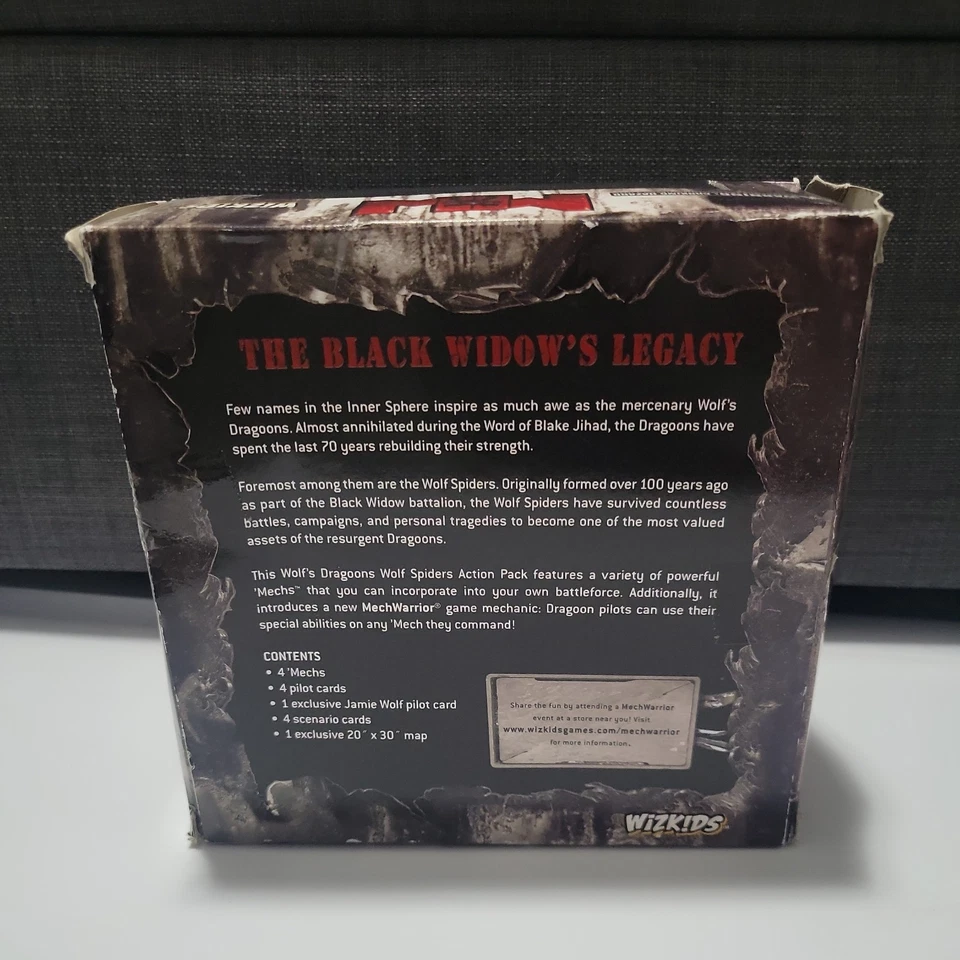 THE BLACK WIDOW'S LEGACY
Few names in the Inner Sphere inspire as much awe as the mercenary Wolf's
Dragoons. Almost annihilated during the Word of Blake Jihad, the Dragoons have
spent the last 70 years rebuilding their strength.
Foremost among them are the Wolf Spiders. Originally formed over 100 years ago
as part of the Black Widow battalion, the Wolf Spiders have survived countless
battles, campaigns, and personal tragedies to become one of the most valued
assets of the resurgent Dragoons.
This Wolf's Dragoons Wolf Spiders Action Pack features a variety of powerful
'Mechs™ that you can incorporate into your own battleforce. Additionally, it
introduces a new MechWarrior® game mechanic: Dragoon pilots can use their
special abilities on any 'Mech they command!
CONTENTS
• 4 'Mechs
• 4 pilot cards
• 1 exclusive Jamie Wolf pilot card
• 4 scenario cards
• 1 exclusive 20˝ x 30˝ map
Share the fun by attending a MechWarrior
event at a store near you! Visit
www.wizkidsgames.com/mechwarrior
for more information.
WIZKIDS